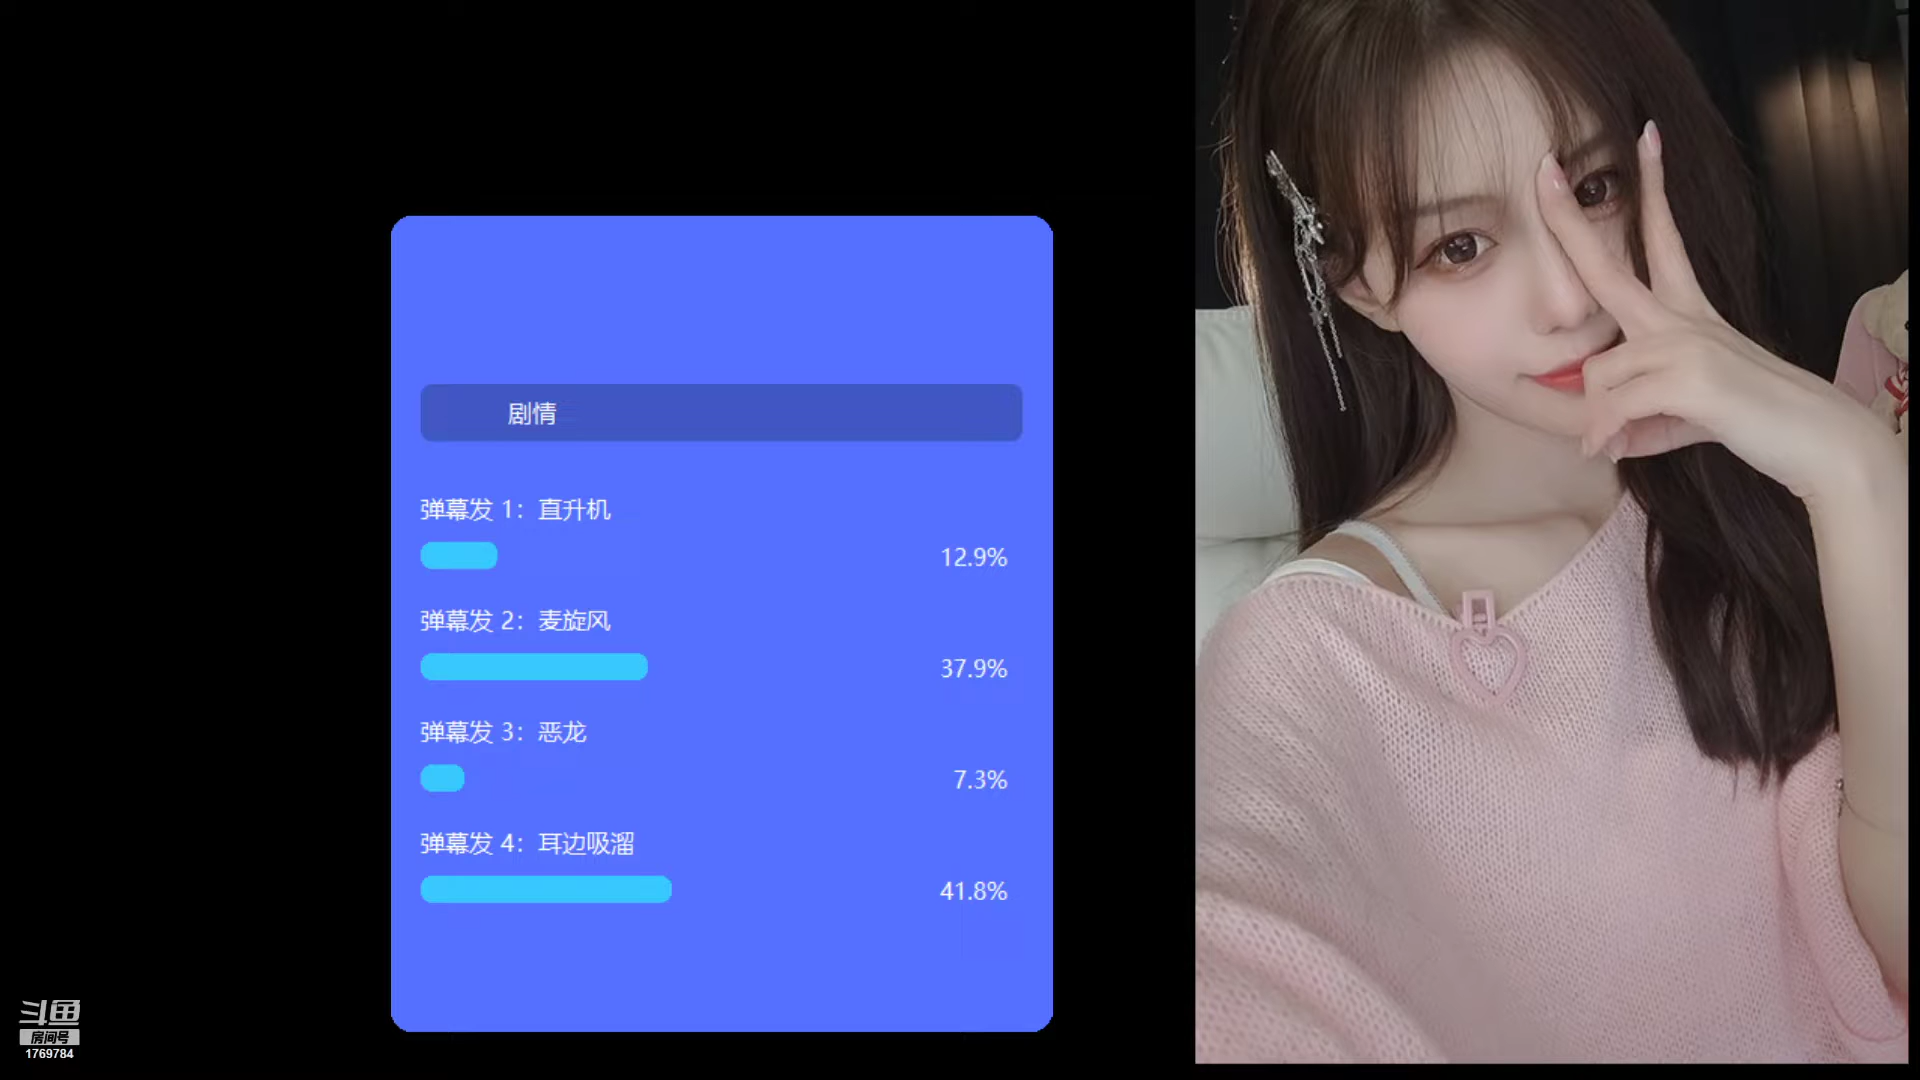 剧情
弹幕发 1：直升机
12.9%
弹幕发 2：麦旋风
37.9%
弹幕发 3：恶龙
7.3%
弹幕发 4：耳边吸溜
41.8%
斗鱼
房间号
1769784